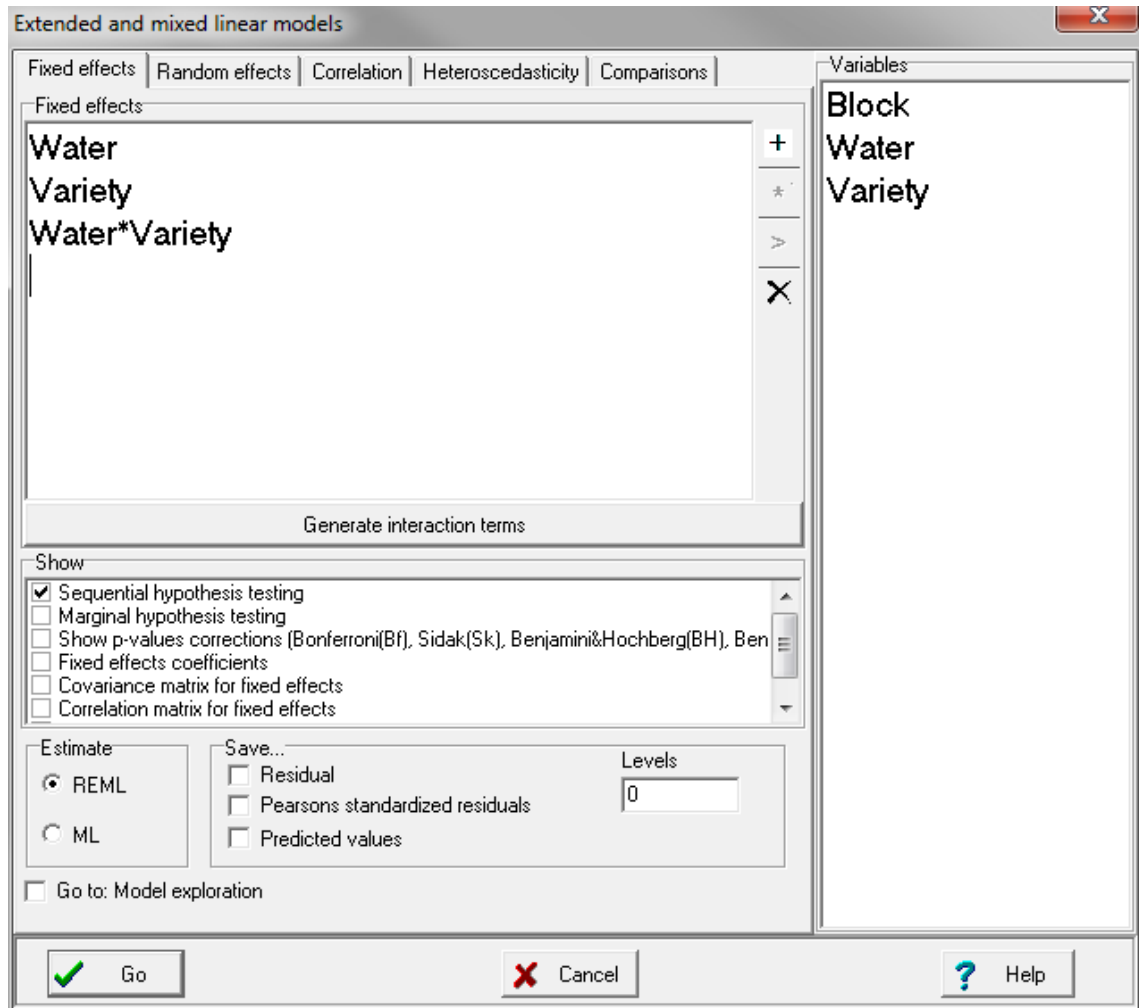 Extended and mixed linear models
Fixed effects Random effects Correlation Heteroscedasticity Comparisons
Fixed effects
Water
Variety
Water*Variety
Generate interaction terms
Show
Sequential hypothesis testing
Marginal hypothesis testing
Show p-values corrections (Bonferroni(Bf), Sidak(Sk), Benjamini&Hochberg(BH), Ben
Fixed effects coefficients
Covariance matrix for fixed effects
Correlation matrix for fixed effects
Estimate
REML
ML
Save...
Residual
Pearsons standardized residuals
Predicted values
Levels
0
Go to: Model exploration
Variables
Block
Water
Variety
Go
Cancel
Help